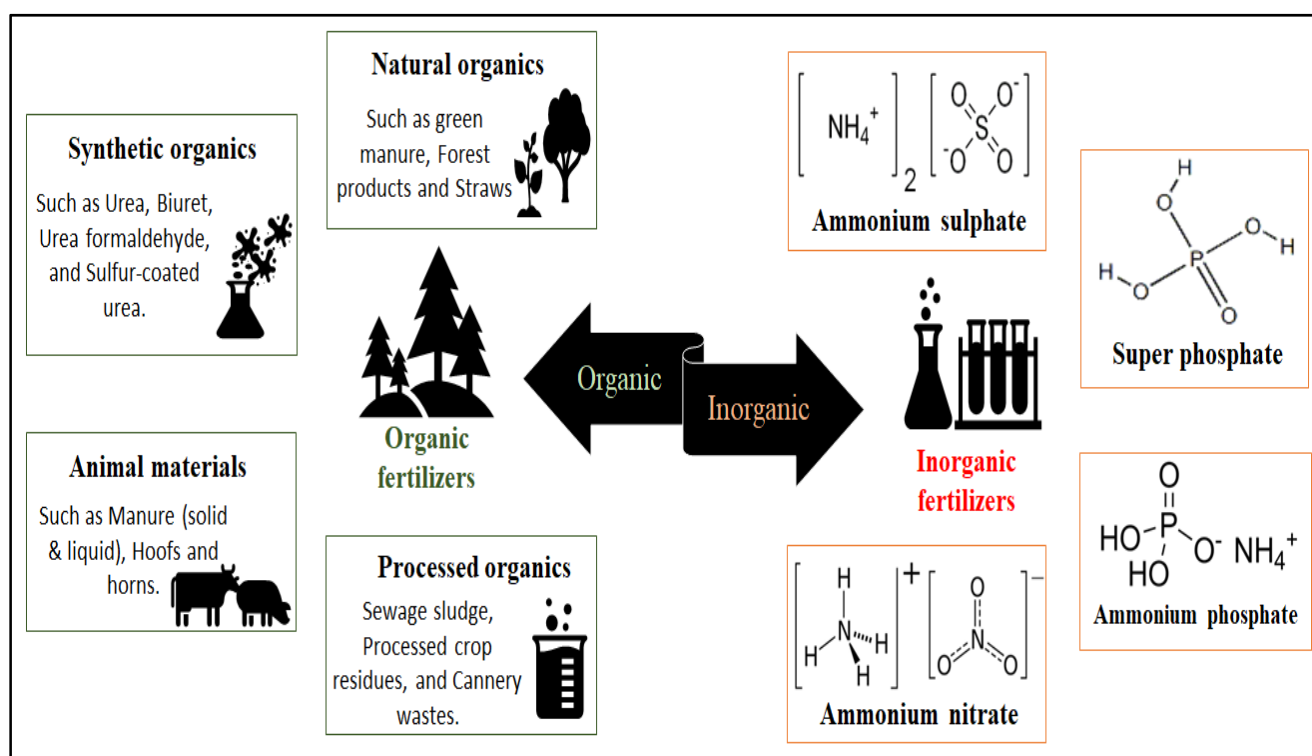 Natural organics
Such as green
manure, Forest
products and Straws
Synthetic organics
Such as Urea, Biuret,
Urea formaldehyde,
and Sulfur-coated
urea.
Organic
fertilizers
Animal materials
Such as Manure (solid
& liquid), Hoofs and
horns.
Processed organics
Sewage sludge,
Processed crop
residues, and Cannery
wastes.
Organic
Inorganic
NH4+
2
O O-
S
-O O
Ammonium sulphate
H
O
O
P
H
H
O
O
Super phosphate
Inorganic
fertilizers
O
HO P O- NH4+
HO
Ammonium phosphate
H
+
−
O
N
H
H
H
N
O
O
Ammonium nitrate